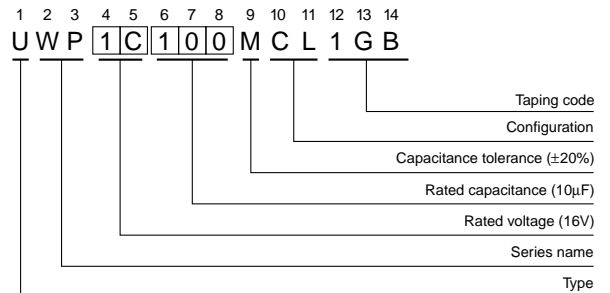 1 2 3 4 5 6 7 8 9 10 11 12 13 14
U W P 1 C 1 0 0 M C L 1 G B
Taping code
Configuration
Capacitance tolerance (±20%)
Rated capacitance (10µF)
Rated voltage (16V)
Series name
Type